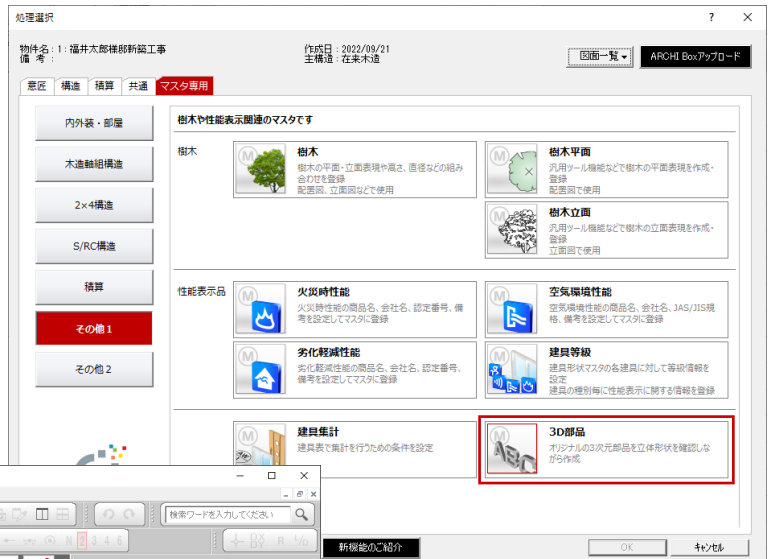 処理選択
物件名：1：福井太郎様邸新築工事
備　考：
作成日：2022/09/21
主構造：在来木造
図面一覧
ARCHI Boxアップロード
意匠 構造 積算 共通 マスタ専用
内外装・部屋
木造軸組構造
2×4構造
S/RC構造
積算
その他1
その他2
樹木や性能表示関連のマスタです
樹木
樹木
樹木の平面・立面表現や高さ、直径などの組み
合わせを登録
配置図、立面図などで使用
樹木平面
汎用ツール機能などで樹木の平面表現を作成・
登録
配置図で使用
樹木立面
汎用ツール機能などで樹木の立面表現を作成・
登録
立面図で使用
性能表示品
火災時性能
火災時性能の商品名、会社名、認定番号、備
考を設定してマスタに登録
空気環境性能
空気環境性能の商品名、会社名、JAS/JIS規
格、備考を設定してマスタに登録
劣化軽減性能
劣化軽減性能の商品名、会社名、認定番号、
備考を設定してマスタに登録
建具等級
建具形状マスタの各建具に対して等級情報を
設定
建具の種別毎に性能表示に関する情報を登録
建具集計
建具表で集計を行うための条件を設定
3D部品
オリジナルの3次元部品を立体形状を確認しな
がら作成
検索ワードを入力してください
N 2 3 4 5
新機能のご紹介
OK
キャンセル